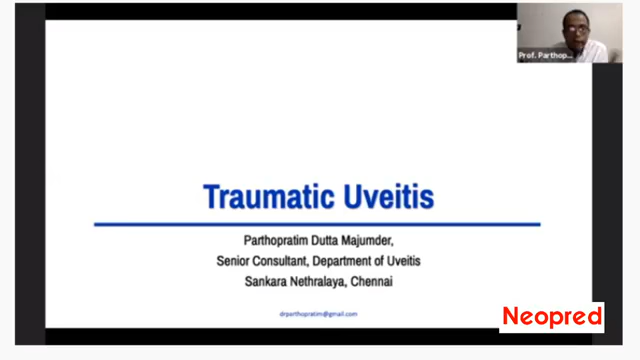 Prof. Parthop...
Traumatic Uveitis
Parthopratim Dutta Majumder,
Senior Consultant, Department of Uveitis
Sankara Nethralaya, Chennai
drparthopratim@gmail.com
Neopred